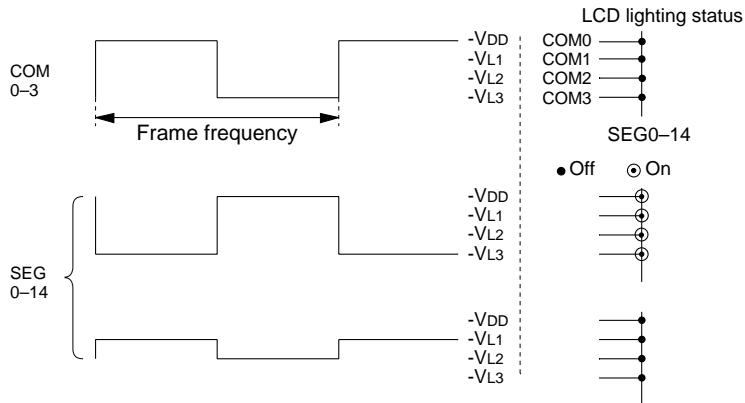 LCD lighting status
COM
0–3
-VDD
-VL1
-VL2
-VL3
COM0
COM1
COM2
COM3
Frame frequency
SEG0–14
Off
On
SEG
0–14
-VDD
-VL1
-VL2
-VL3
-VDD
-VL1
-VL2
-VL3